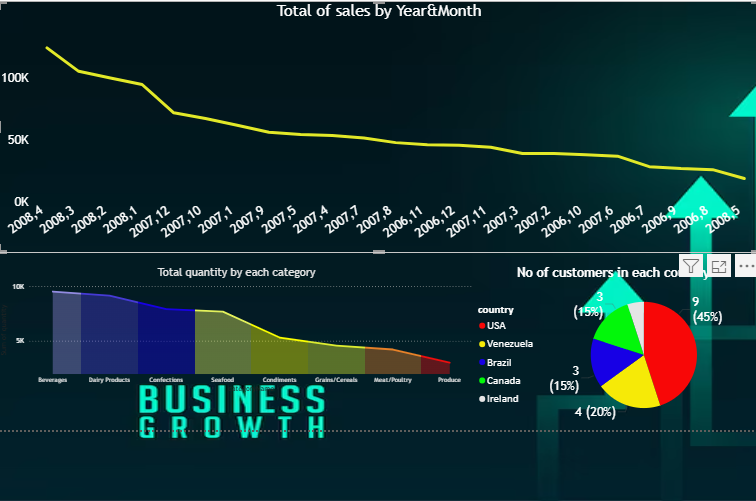 Total of sales by Year&Month
100K
50K
0K
2008,4
2008,3
2008,2
2008,1
2007,12
2007,10
2007,1
2007,9
2007,5
2007,4
2007,7
2007,8
2006,11
2006,12
2007,11
2007,3
2007,2
2006,10
2007,6
2006,7
2006,9
2006,8
2008,5
Total quantity by each category
10K
5K
Beverages
Dairy Products
Confections
Seafood
Condiments
Grains/Cereals
Meat/Poultry
Produce
BUSINESS
GROWTH
No of customers in each country
country
USA
Venezuela
Brazil
Canada
Ireland
3
(15%)
9
(45%)
3
(15%)
4 (20%)